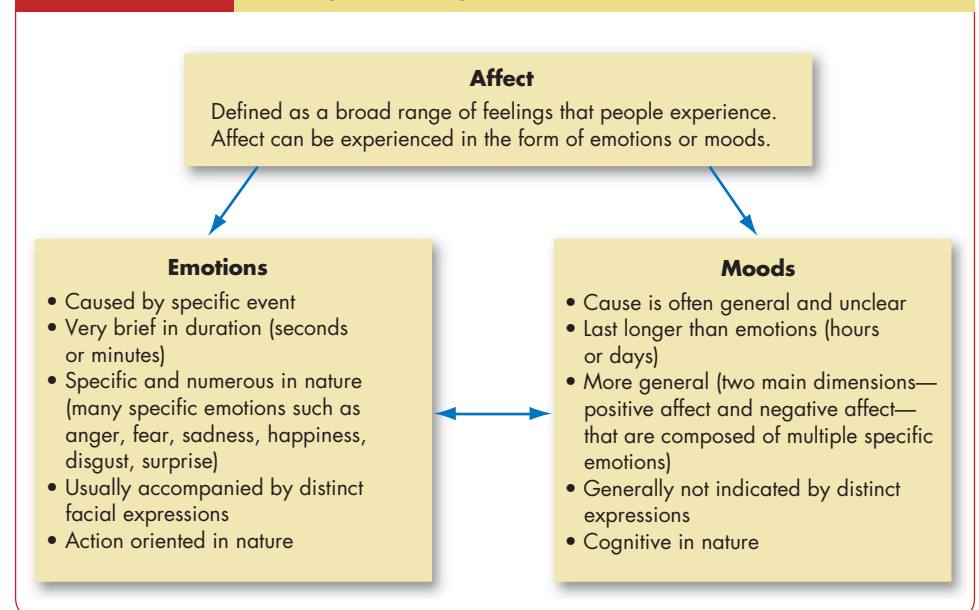 Affect
Defined as a broad range of feelings that people experience.
Affect can be experienced in the form of emotions or moods.
Emotions
• Caused by specific event
• Very brief in duration (seconds
or minutes)
• Specific and numerous in nature
(many specific emotions such as
anger, fear, sadness, happiness,
disgust, surprise)
• Usually accompanied by distinct
facial expressions
• Action oriented in nature
Moods
• Cause is often general and unclear
• Last longer than emotions (hours
or days)
• More general (two main dimensions—
positive affect and negative affect—
that are composed of multiple specific
emotions)
• Generally not indicated by distinct
expressions
• Cognitive in nature